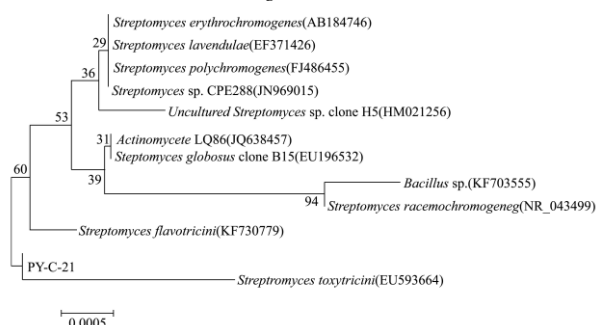 Streptomyces erythrochromogenes(AB184746)
29
Streptomyces lavendulae(EF371426)
Streptomyces polychromogenes(FJ486455)
36
Streptomyces sp. CPE288(JN969015)
Uncultured Streptomyces sp. clone H5(HM021256)
53
31
Actinomycete LQ86(JQ638457)
Steptomyces globosus clone B15(EU196532)
39
Bacillus sp.(KF703555)
60
94
Streptomyces racemochromogeneg(NR_043499)
Streptomyces flavotricini(KF730779)
PY-C-21
Streptromyces toxytricini(EU593664)
0.0005